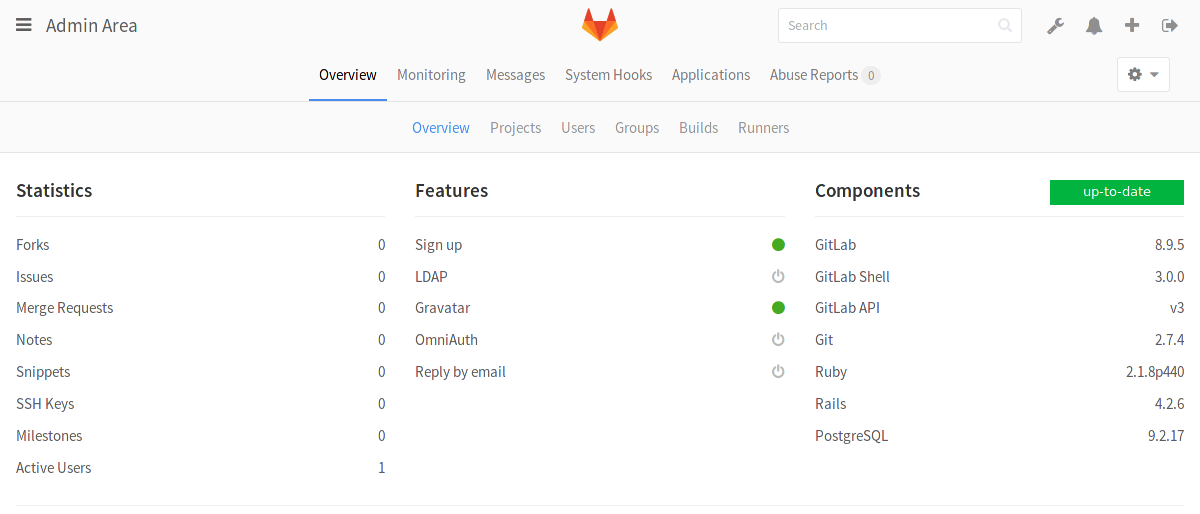 Admin Area
Search
Overview Monitoring Messages System Hooks Applications Abuse Reports 0
Overview Projects Users Groups Builds Runners
Statistics
Forks 0
Issues 0
Merge Requests 0
Notes 0
Snippets 0
SSH Keys 0
Milestones 0
Active Users 1
Features
Sign up
LDAP
Gravatar
OmniAuth
Reply by email
Components up-to-date
GitLab 8.9.5
GitLab Shell 3.0.0
GitLab API v3
Git 2.7.4
Ruby 2.1.8p440
Rails 4.2.6
PostgreSQL 9.2.17